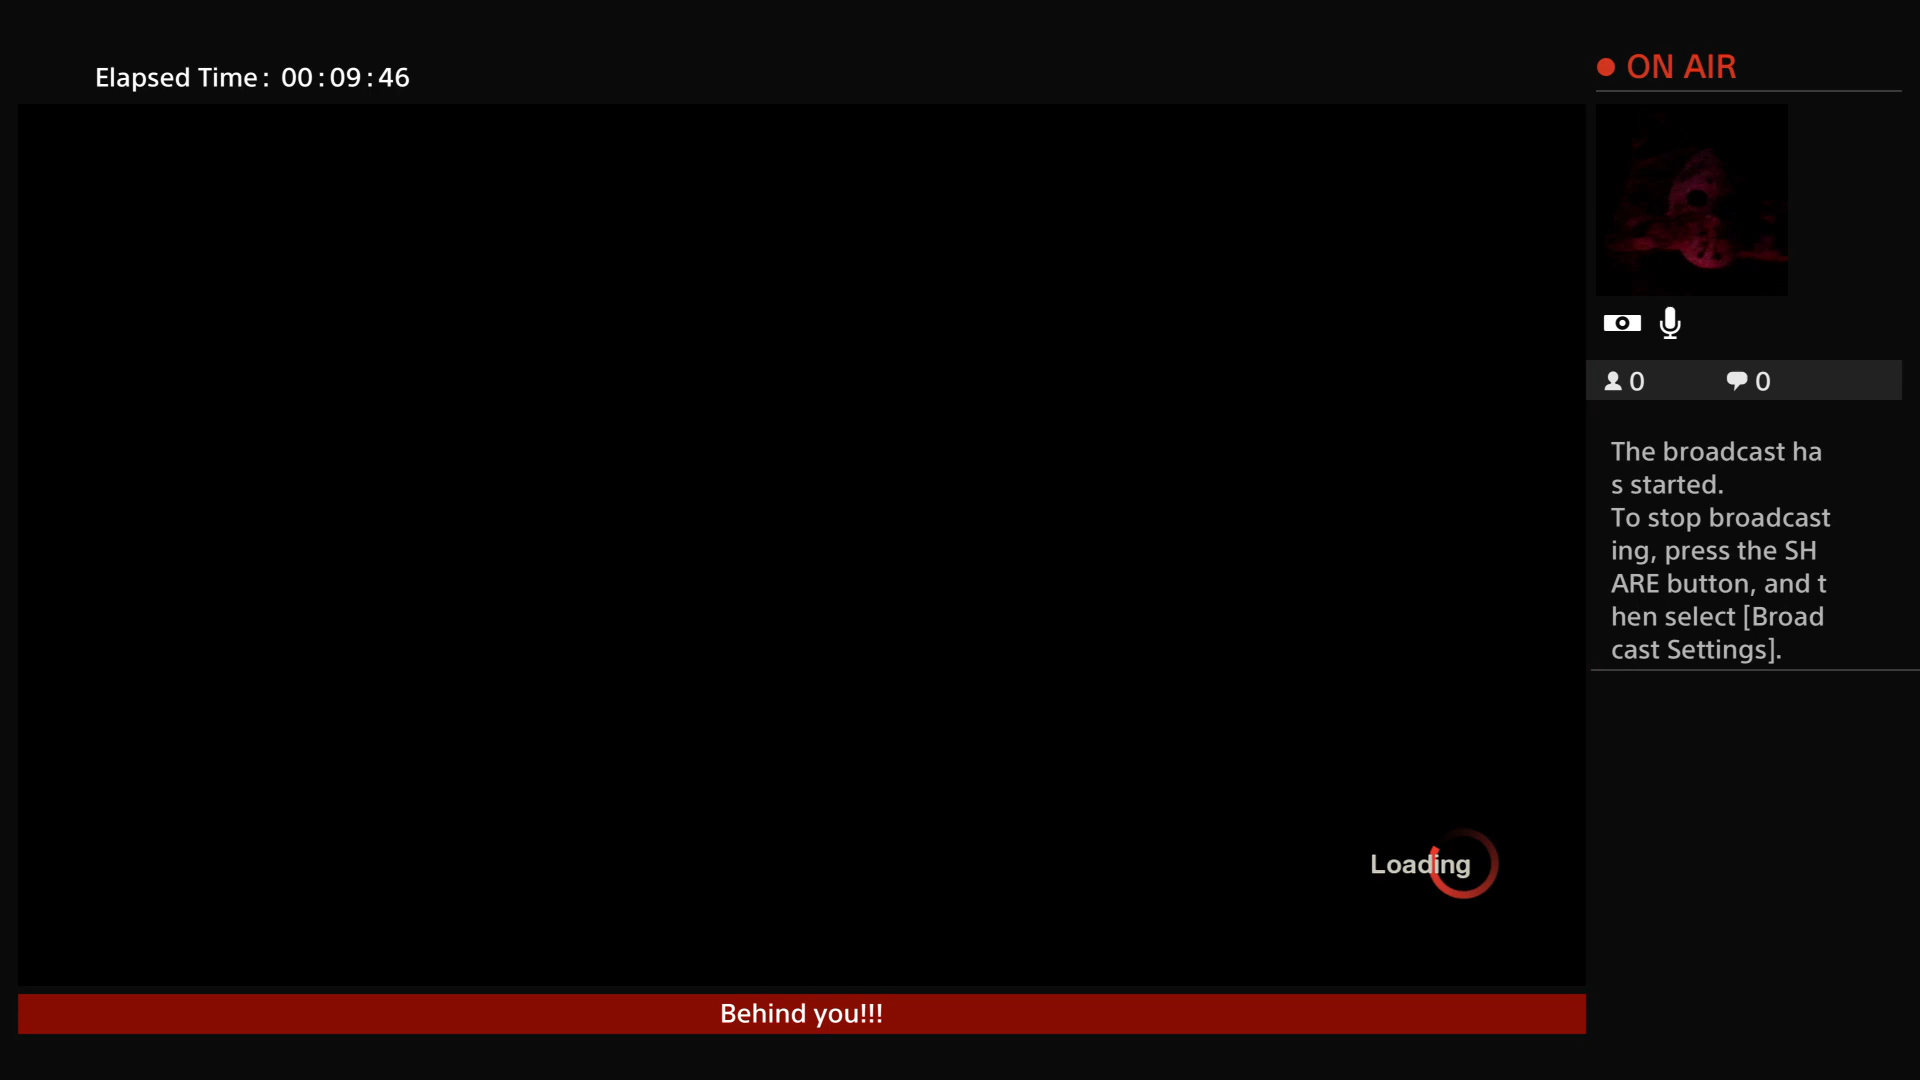 Elapsed Time: 00:09:46
ON AIR
0 0
The broadcast ha
s started.
To stop broadcast
ing, press the SH
ARE button, and t
hen select [Broad
cast Settings].
Loading
Behind you!!!